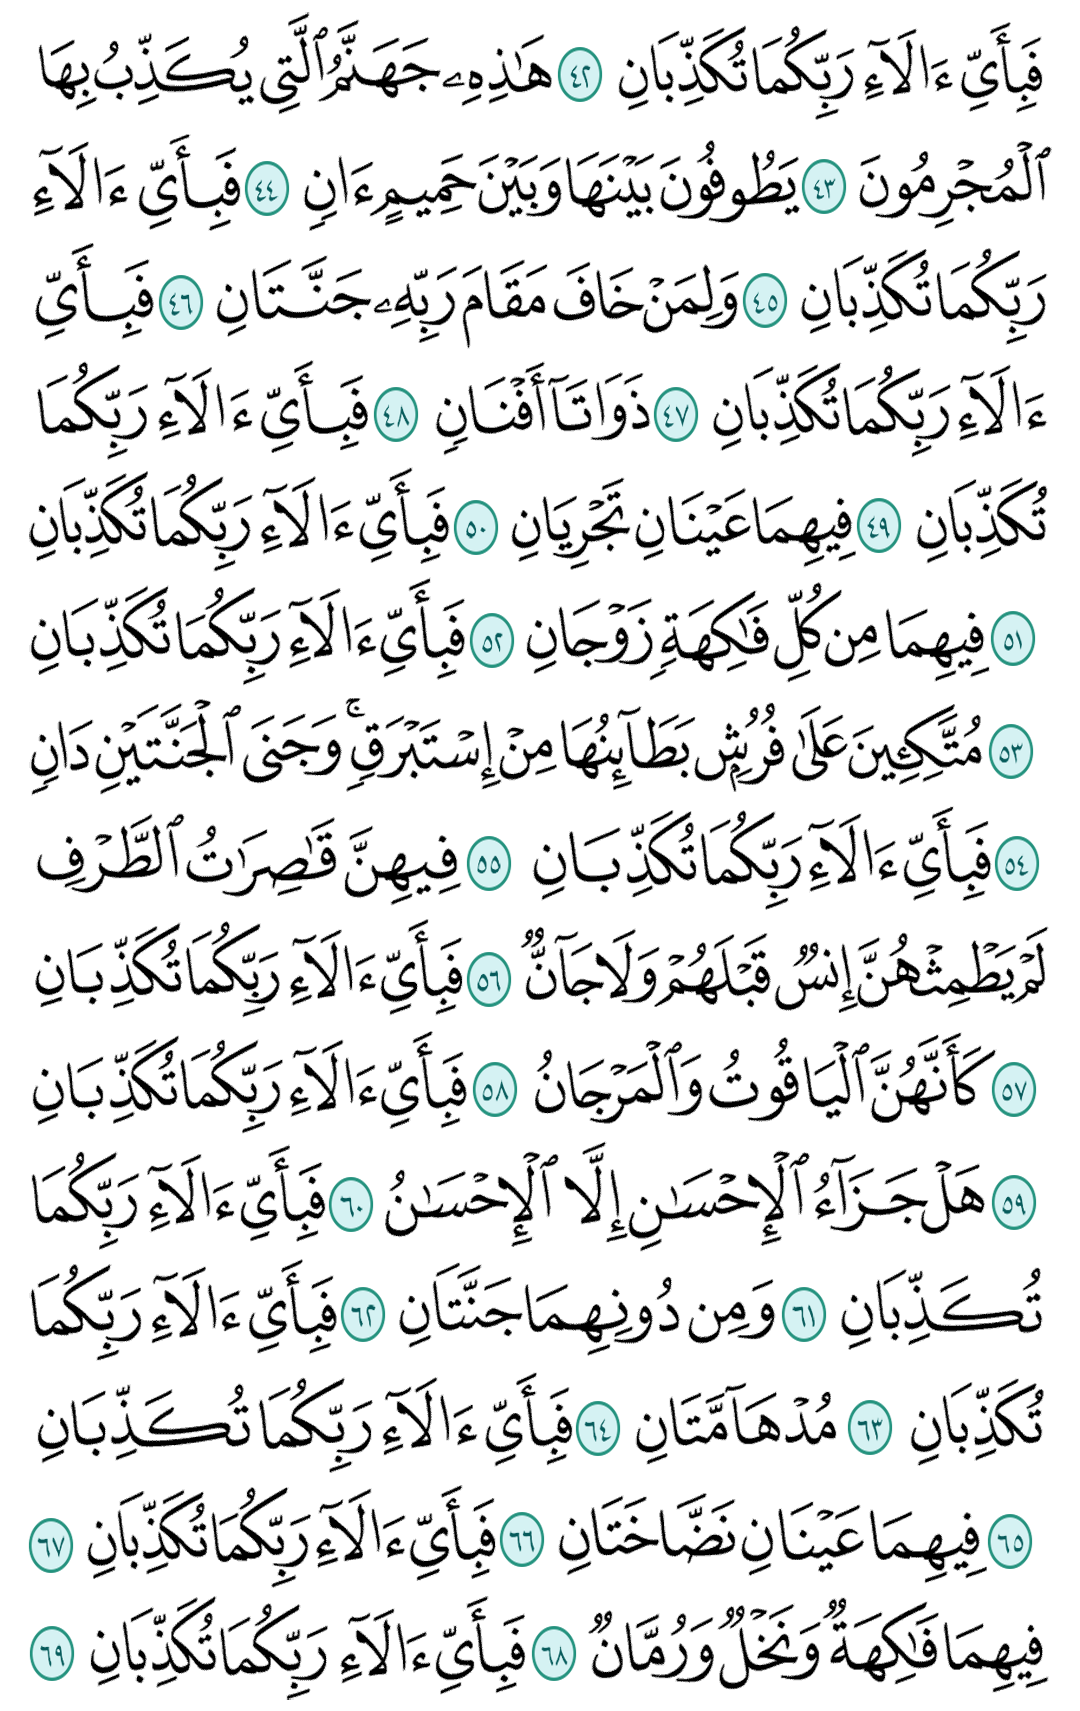 فَبِأَيِّ ءَالَآءِ رَبِّكُمَا تُكَذِّبَانِ ٤٢ هَٰذِهِۦ جَهَنَّمُ ٱلَّتِي يُكَذِّبُ بِهَا
ٱلْمُجْرِمُونَ ٤٣ يَطُوفُونَ بَيْنَهَا وَبَيْنَ حَمِيمٍ ءَانٍ ٤٤ فَبِأَيِّ ءَالَآءِ
رَبِّكُمَا تُكَذِّبَانِ ٤٥ وَلِمَنْ خَافَ مَقَامَ رَبِّهِۦ جَنَّتَانِ ٤٦ فَبِأَيِّ
ءَالَآءِ رَبِّكُمَا تُكَذِّبَانِ ٤٧ ذَوَاتَآ أَفْنَانٍ ٤٨ فَبِأَيِّ ءَالَآءِ رَبِّكُمَا
تُكَذِّبَانِ ٤٩ فِيهِمَا عَيْنَانِ تَجْرِيَانِ ٥٠ فَبِأَيِّ ءَالَآءِ رَبِّكُمَا تُكَذِّبَانِ
٥١ فِيهِمَا مِن كُلِّ فَٰكِهَةٍ زَوْجَانِ ٥٢ فَبِأَيِّ ءَالَآءِ رَبِّكُمَا تُكَذِّبَانِ
٥٣ مُتَّكِـِٔينَ عَلَىٰ فُرُشٍۭ بَطَآئِنُهَا مِنْ إِسْتَبْرَقٍۚ وَجَنَى ٱلْجَنَّتَيْنِ دَانٍ
٥٤ فَبِأَيِّ ءَالَآءِ رَبِّكُمَا تُكَذِّبَانِ ٥٥ فِيهِنَّ قَٰصِرَٰتُ ٱلطَّرْفِ
لَمْ يَطْمِثْهُنَّ إِنسٌ قَبْلَهُمْ وَلَا جَآنٌّ ٥٦ فَبِأَيِّ ءَالَآءِ رَبِّكُمَا تُكَذِّبَانِ
٥٧ كَأَنَّهُنَّ ٱلْيَاقُوتُ وَٱلْمَرْجَانُ ٥٨ فَبِأَيِّ ءَالَآءِ رَبِّكُمَا تُكَذِّبَانِ
٥٩ هَلْ جَزَآءُ ٱلْإِحْسَٰنِ إِلَّا ٱلْإِحْسَٰنُ ٦٠ فَبِأَيِّ ءَالَآءِ رَبِّكُمَا
تُكَذِّبَانِ ٦١ وَمِن دُونِهِمَا جَنَّتَانِ ٦٢ فَبِأَيِّ ءَالَآءِ رَبِّكُمَا
تُكَذِّبَانِ ٦٣ مُدْهَآمَّتَانِ ٦٤ فَبِأَيِّ ءَالَآءِ رَبِّكُمَا تُكَذِّبَانِ
٦٥ فِيهِمَا عَيْنَانِ نَضَّاخَتَانِ ٦٦ فَبِأَيِّ ءَالَآءِ رَبِّكُمَا تُكَذِّبَانِ ٦٧
فِيهِمَا فَٰكِهَةٌ وَنَخْلٌ وَرُمَّانٌ ٦٨ فَبِأَيِّ ءَالَآءِ رَبِّكُمَا تُكَذِّبَانِ ٦٩